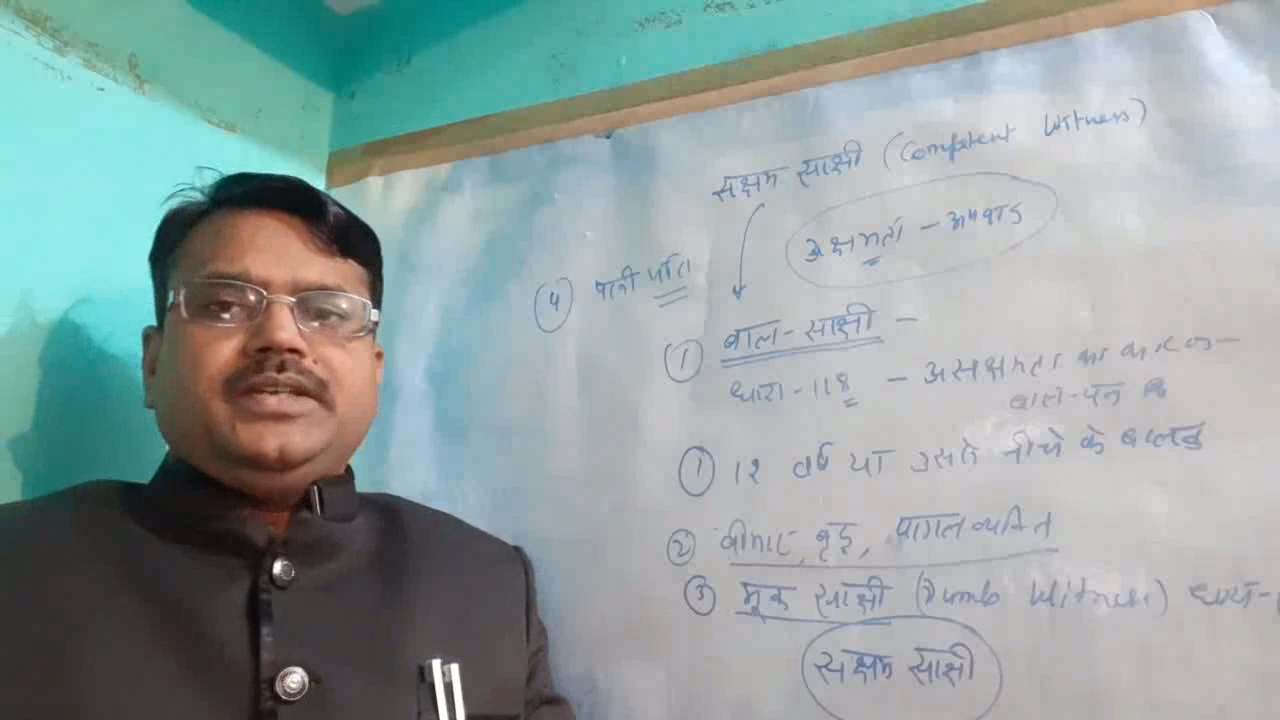 सक्षम साक्षी (Competent Witness)
अक्षमता -
④ पत्नी पति
① बाल-साक्षी -
धारा-118 - असक्षमता का कारण -
बाल-पन
① 12 वर्ष या उससे नीचे के बालक
② बीमार, वृद्ध, पागल व्यक्ति
③ मूक साक्षी (Dumb Witness) धारा-
सक्षम साक्षी